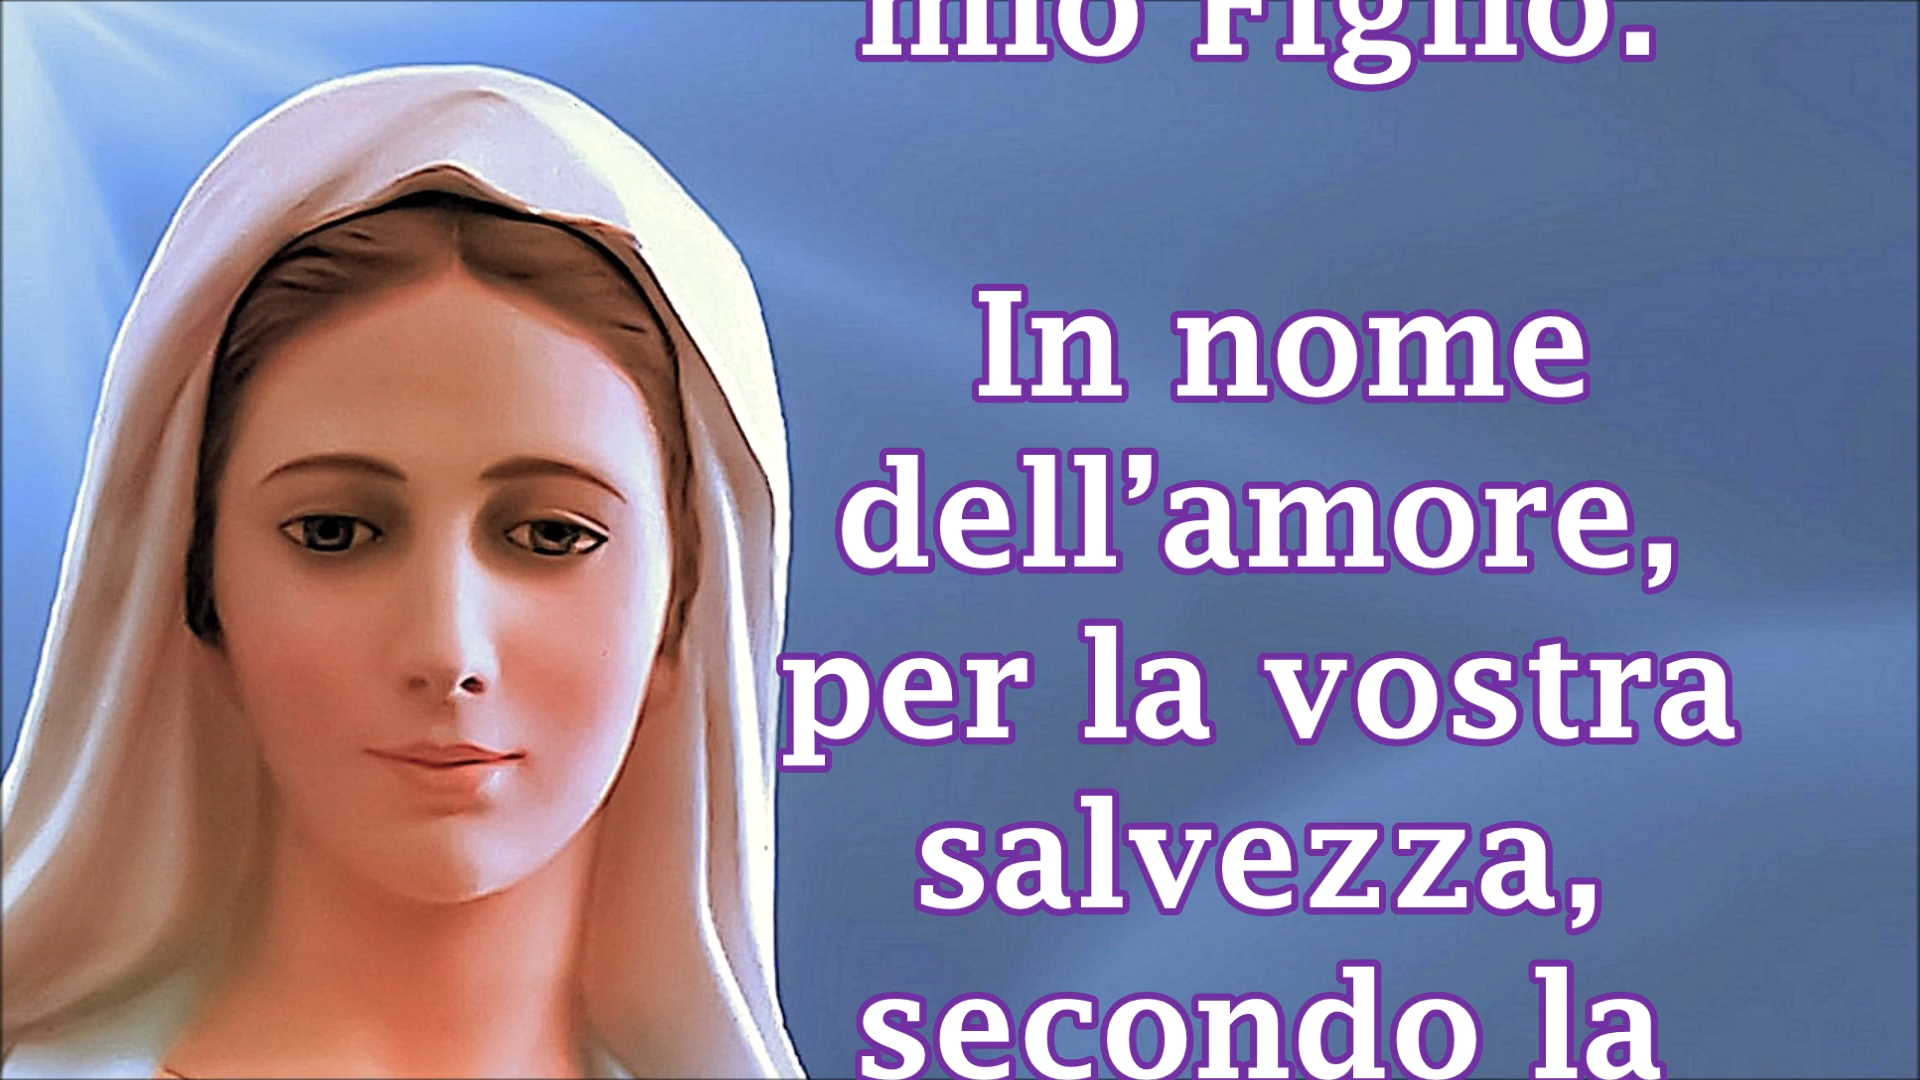 mio Figlio.
In nome
dell’amore,
per la vostra
salvezza,
secondo la